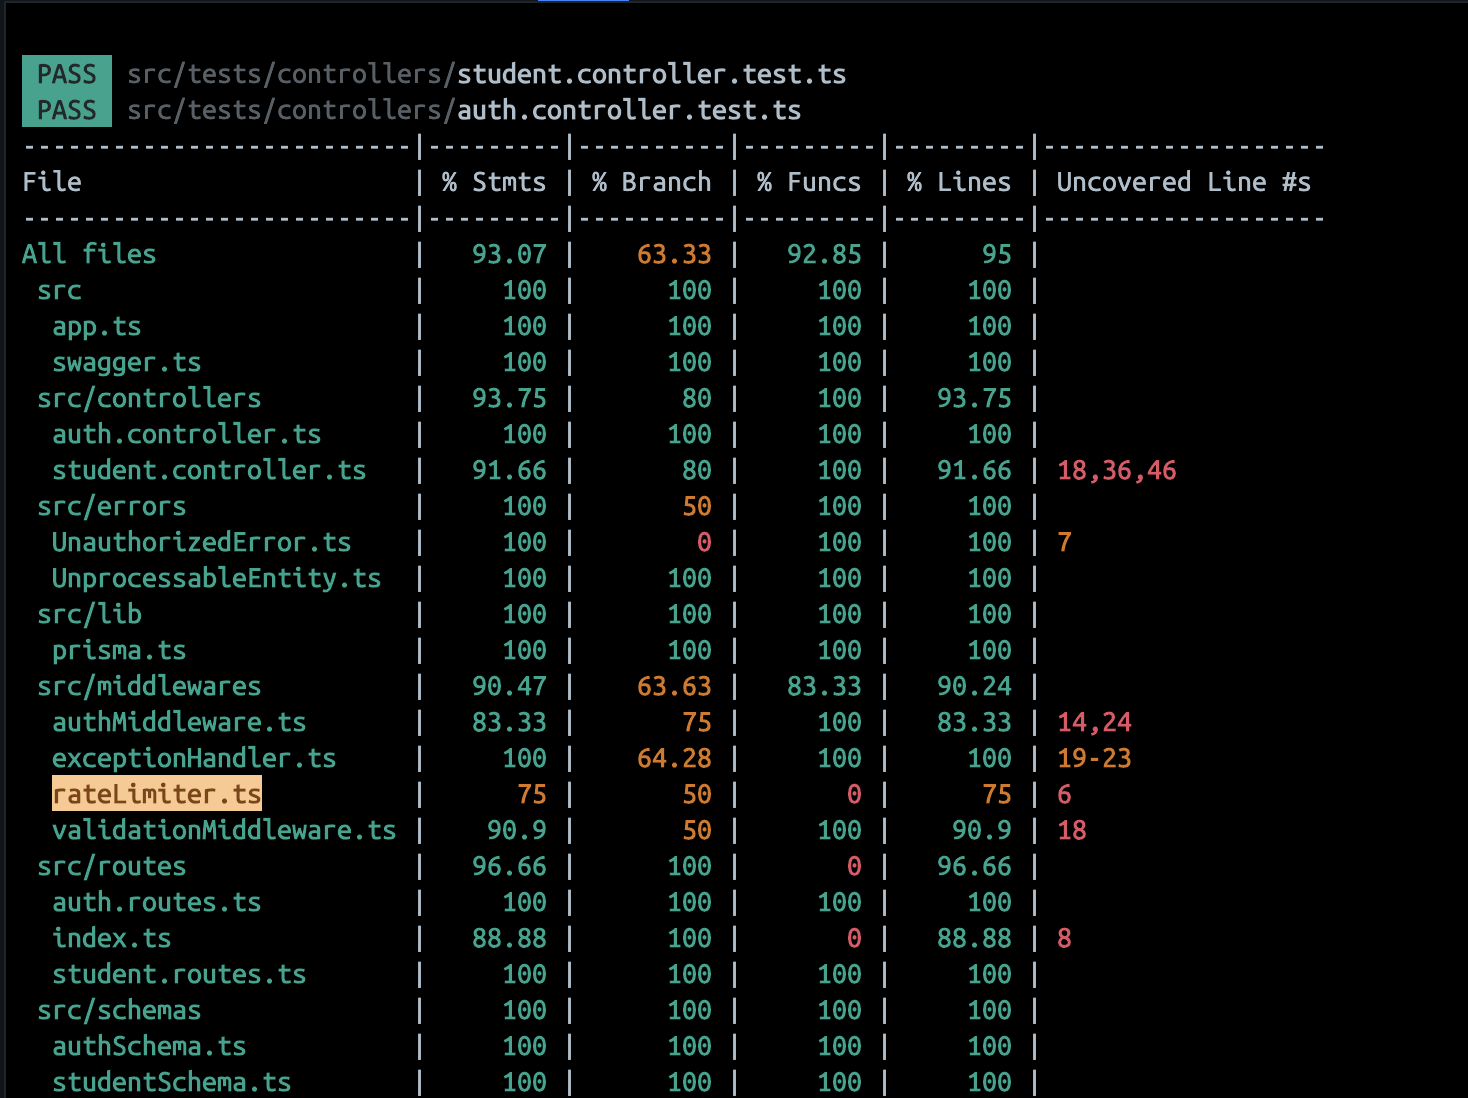 PASS src/tests/controllers/student.controller.test.ts
PASS src/tests/controllers/auth.controller.test.ts
--------------------------|---------|----------|---------|---------|-------------------
File                      | % Stmts | % Branch | % Funcs | % Lines | Uncovered Line #s
--------------------------|---------|----------|---------|---------|-------------------
All files                 |   93.07 |    63.33 |   92.85 |      95 |
 src                      |     100 |      100 |     100 |     100 |
  app.ts                  |     100 |      100 |     100 |     100 |
  swagger.ts              |     100 |      100 |     100 |     100 |
 src/controllers          |   93.75 |       80 |     100 |   93.75 |
  auth.controller.ts      |     100 |      100 |     100 |     100 |
  student.controller.ts   |   91.66 |       80 |     100 |   91.66 | 18,36,46
 src/errors               |     100 |       50 |     100 |     100 |
  UnauthorizedError.ts    |     100 |        0 |     100 |     100 | 7
  UnprocessableEntity.ts  |     100 |      100 |     100 |     100 |
 src/lib                  |     100 |      100 |     100 |     100 |
  prisma.ts               |     100 |      100 |     100 |     100 |
 src/middlewares          |   90.47 |    63.63 |   83.33 |   90.24 |
  authMiddleware.ts       |   83.33 |       75 |     100 |   83.33 | 14,24
  exceptionHandler.ts     |     100 |    64.28 |     100 |     100 | 19-23
  rateLimiter.ts          |      75 |       50 |       0 |      75 | 6
  validationMiddleware.ts |    90.9 |       50 |     100 |    90.9 | 18
 src/routes               |   96.66 |      100 |       0 |   96.66 |
  auth.routes.ts          |     100 |      100 |     100 |     100 |
  index.ts                |   88.88 |      100 |       0 |   88.88 | 8
  student.routes.ts       |     100 |      100 |     100 |     100 |
 src/schemas              |     100 |      100 |     100 |     100 |
  authSchema.ts           |     100 |      100 |     100 |     100 |
  studentSchema.ts        |     100 |      100 |     100 |     100 |